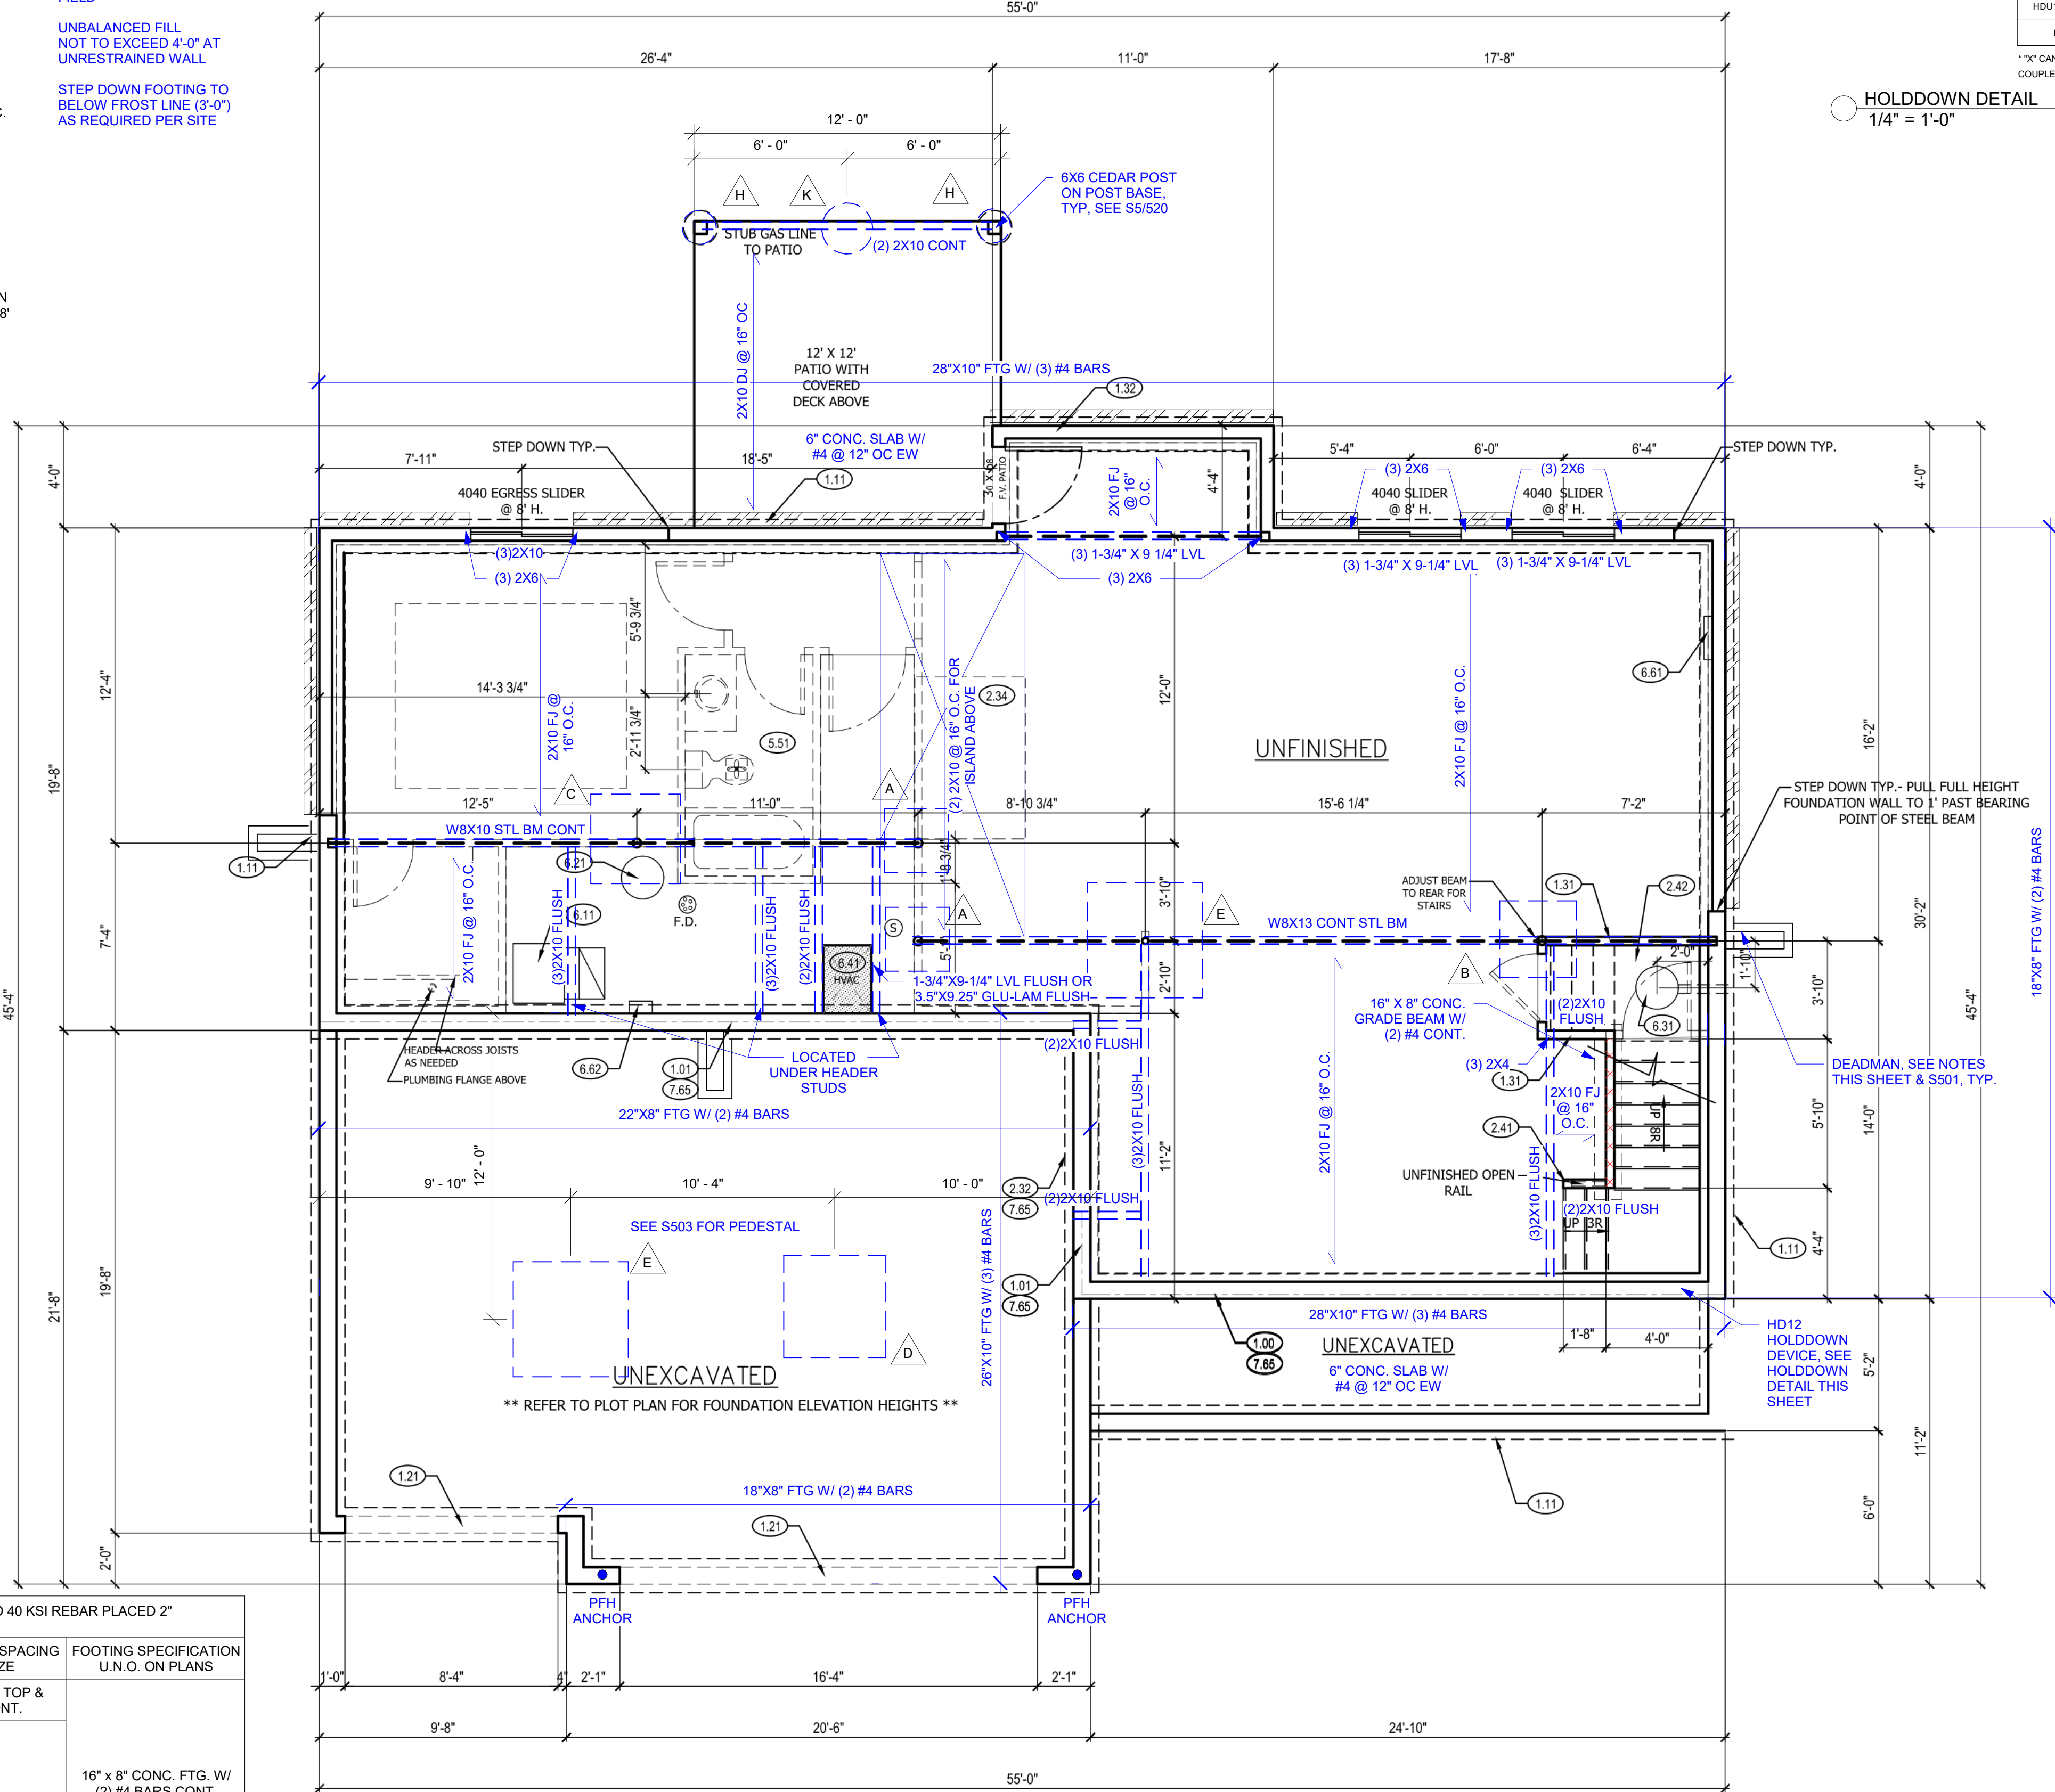 55'-0"
UNBALANCED FILL
NOT TO EXCEED 4'-0" AT
UNRESTRAINED WALL
STEP DOWN FOOTING TO
BELOW FROST LINE (3'-0")
AS REQUIRED PER SITE
26'-4"
11'-0"
17'-8"
HOLDDOWN DETAIL
1/4" = 1'-0"
12' - 0"
6' - 0"
6' - 0"
H
K
H
6X6 CEDAR POST
ON POST BASE,
TYP, SEE S5/520
STUB GAS LINE
TO PATIO
(2) 2X10 CONT
2X10 DJ @ 16" OC
12' X 12'
PATIO WITH
COVERED
DECK ABOVE
28"X10" FTG W/ (3) #4 BARS
1.32
STEP DOWN TYP.
6" CONC. SLAB W/
#4 @ 12" OC EW
7'-11"
18'-5"
1.11
4040 EGRESS SLIDER
@ 8' H.
30 X 08
F.V. PATIO
2X10 FJ
@ 16"
O.C.
4'-4"
5'-4"
6'-0"
6'-4"
STEP DOWN TYP.
(3) 2X6
(3) 2X6
4040 SLIDER
@ 8' H.
4040 SLIDER
@ 8' H.
4'-0"
4'-0"
(3)2X10
(3) 2X6
(3) 1-3/4" X 9 1/4" LVL
(3) 2X6
(3) 1-3/4" X 9-1/4" LVL
(3) 1-3/4" X 9-1/4" LVL
5'-9 3/4"
14'-3 3/4"
2'-11 3/4"
2X10 FJ @
16" O.C.
5.51
2.34
(2) 2X10 @ 16" O.C. FOR
ISLAND ABOVE
12'-0"
UNFINISHED
2X10 FJ @ 16" O.C.
6.61
12'-4"
19'-8"
16'-2"
30'-2"
STEP DOWN TYP.- PULL FULL HEIGHT
FOUNDATION WALL TO 1' PAST BEARING
POINT OF STEEL BEAM
C
A
12'-5"
11'-0"
8'-10 3/4"
15'-6 1/4"
7'-2"
W8X10 STL BM CONT
1.11
6.21
1'-8 3/4"
3'-10"
ADJUST BEAM
TO REAR FOR
STAIRS
1.31
2.42
18"X8" FTG W/ (2) #4 BARS
2X10 FJ @ 16" O.C.
(3)2X10 FLUSH
6.11
F.D.
(3)2X10 FLUSH
(2)2X10 FLUSH
S
A
E
W8X13 CONT STL BM
7'-4"
6.41
HVAC
1-3/4"X9-1/4" LVL FLUSH OR
3.5"X9.25" GLU-LAM FLUSH
2'-10"
B
2'-0"
1'-10"
3'-10"
45'-4"
45'-4"
16" X 8" CONC.
GRADE BEAM W/
(2) #4 CONT.
(2)2X10
FLUSH
6.31
HEADER ACROSS JOISTS
AS NEEDED
PLUMBING FLANGE ABOVE
6.62
1.01
7.65
LOCATED
UNDER HEADER
STUDS
(2)2X10 FLUSH
(3) 2X4
1.31
DEADMAN, SEE NOTES
THIS SHEET & S501, TYP.
22"X8" FTG W/ (2) #4 BARS
(3)2X10 FLUSH
11'-2"
2X10 FJ @ 16" O.C.
2X10 FJ
@ 16"
O.C.
UP 18R
2.41
5'-10"
14'-0"
12' - 0"
9' - 10"
10' - 4"
10' - 0"
2.32
7.65
(2)2X10 FLUSH
UNFINISHED OPEN
RAIL
(3)2X10 FLUSH
(2)2X10 FLUSH
UP 3R
SEE S503 FOR PEDESTAL
E
26"X10" FTG W/ (3) #4 BARS
1.01
7.65
1.11
4'-4"
28"X10" FTG W/ (3) #4 BARS
1.00
7.65
UNEXCAVATED
6" CONC. SLAB W/
#4 @ 12" OC EW
1'-8"
4'-0"
HD12
HOLDDOWN
DEVICE, SEE
HOLDDOWN
DETAIL THIS
SHEET
5'-2"
D
19'-8"
21'-8"
UNEXCAVATED
** REFER TO PLOT PLAN FOR FOUNDATION ELEVATION HEIGHTS **
11'-2"
1.21
18"X8" FTG W/ (2) #4 BARS
1.21
1.11
6'-0"
2'-0"
PFH
ANCHOR
PFH
ANCHOR
40 KSI REBAR PLACED 2"
SPACING
FOOTING SPECIFICATION
U.N.O. ON PLANS
TOP &
1'-0"
8'-4"
4"
2'-1"
16'-4"
2'-1"
9'-8"
20'-6"
24'-10"
16" x 8" CONC. FTG. W/
(2) #4 BARS CONT.
55'-0"